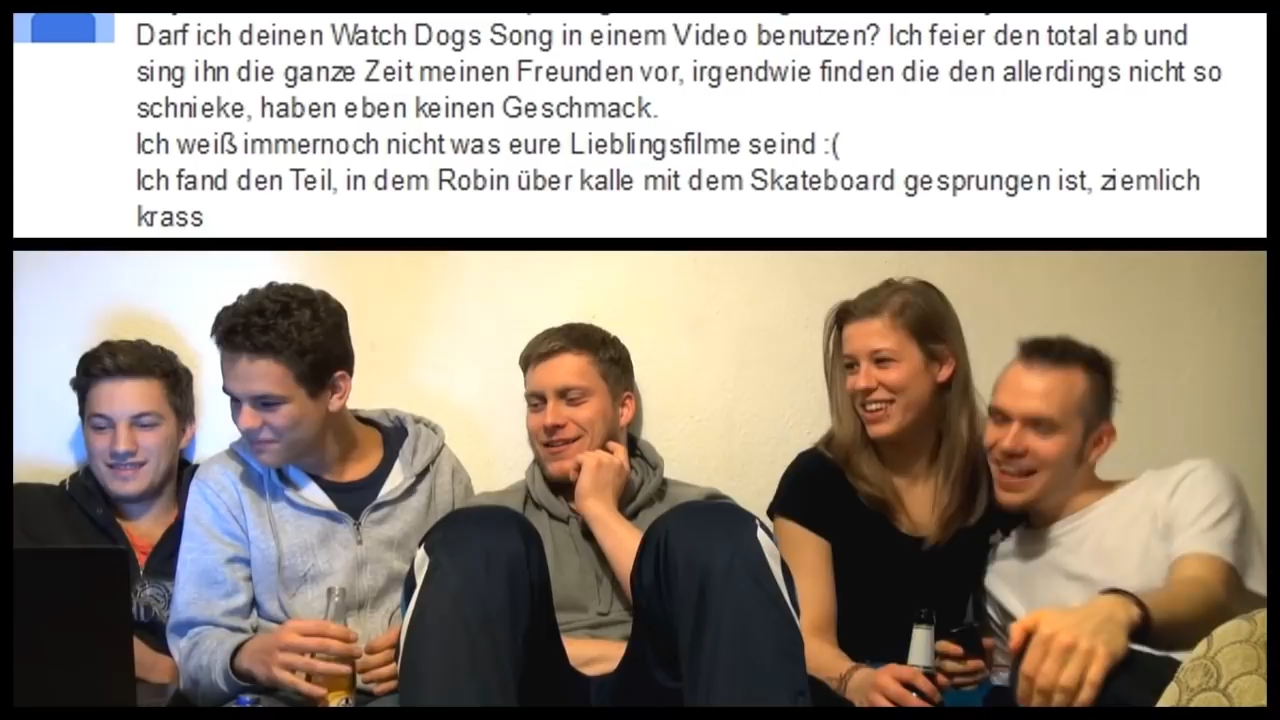 Darf ich deinen Watch Dogs Song in einem Video benutzen? Ich feier den total ab und
sing ihn die ganze Zeit meinen Freunden vor, irgendwie finden die den allerdings nicht so
schnieke, haben eben keinen Geschmack.
Ich weiß immernoch nicht was eure Lieblingsfilme seind :(
Ich fand den Teil, in dem Robin über kalle mit dem Skateboard gesprungen ist, ziemlich
krass